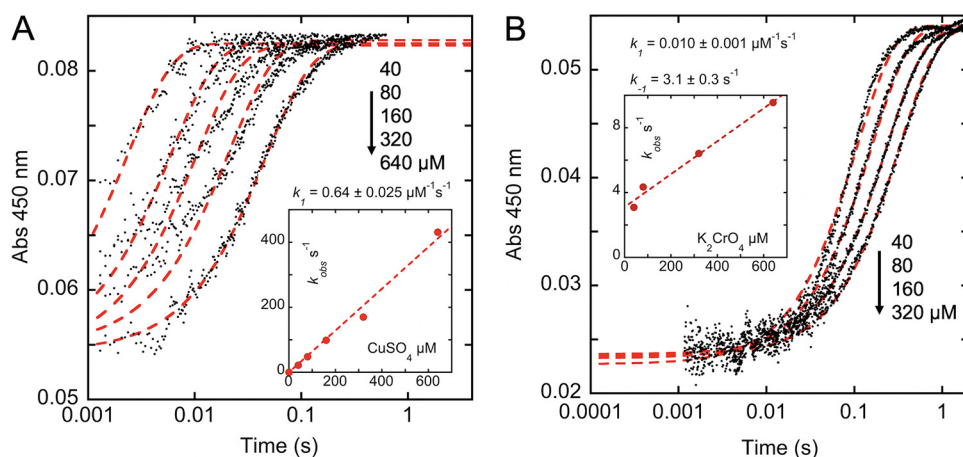 A
Abs 450 nm
0.08
0.07
0.06
0.05
0.001
0.01
0.1
1
Time (s)
40
80
160
320
640 µM
k1 = 0.64 ± 0.025 µM⁻¹s⁻¹
kobs s⁻¹
400
200
0
0
200
400
600
CuSO4 µM
B
Abs 450 nm
0.05
0.04
0.03
0.02
0.0001
0.001
0.01
0.1
1
Time (s)
k1 = 0.010 ± 0.001 µM⁻¹s⁻¹
k-1 = 3.1 ± 0.3 s⁻¹
kobs s⁻¹
8
4
0
0
200
400
600
K2CrO4 µM
40
80
160
320 µM